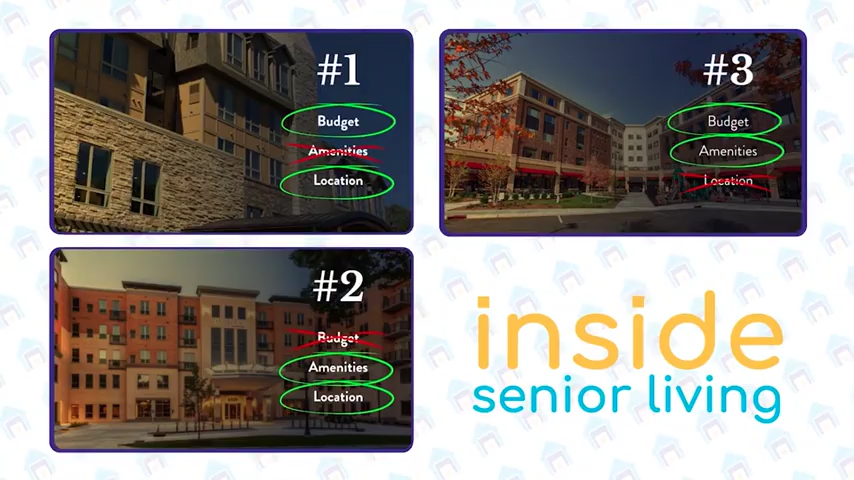 #1
Budget
Amenities
Location
#2
Budget
Amenities
Location
#3
Budget
Amenities
Location
inside
senior living